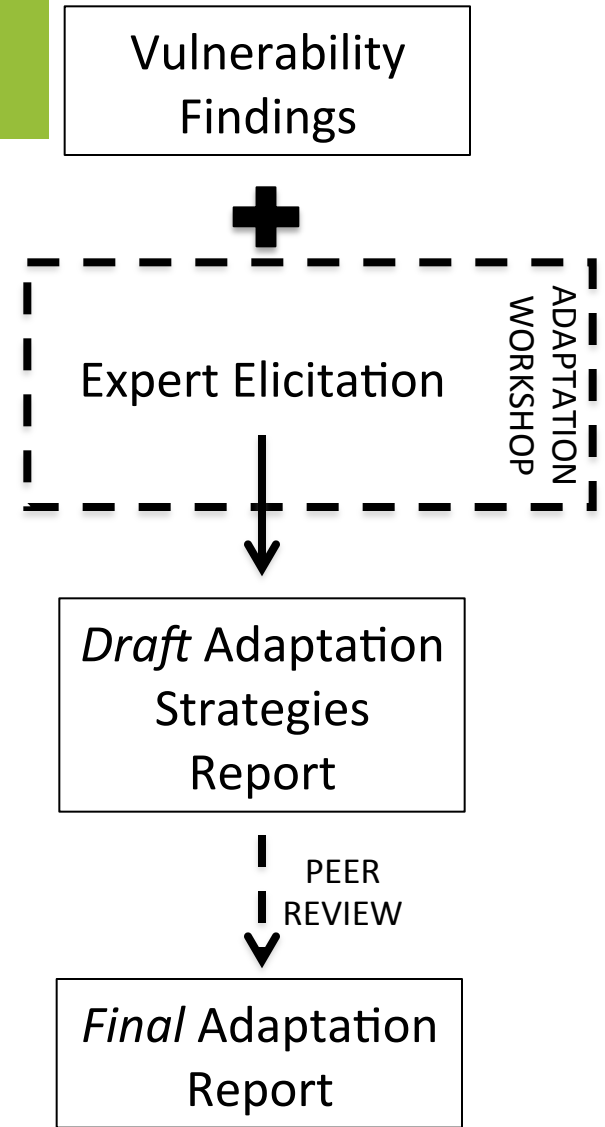 Vulnerability
Findings
Expert Elicitation
ADAPTATION
WORKSHOP
Draft Adaptation
Strategies
Report
PEER
REVIEW
Final Adaptation
Report